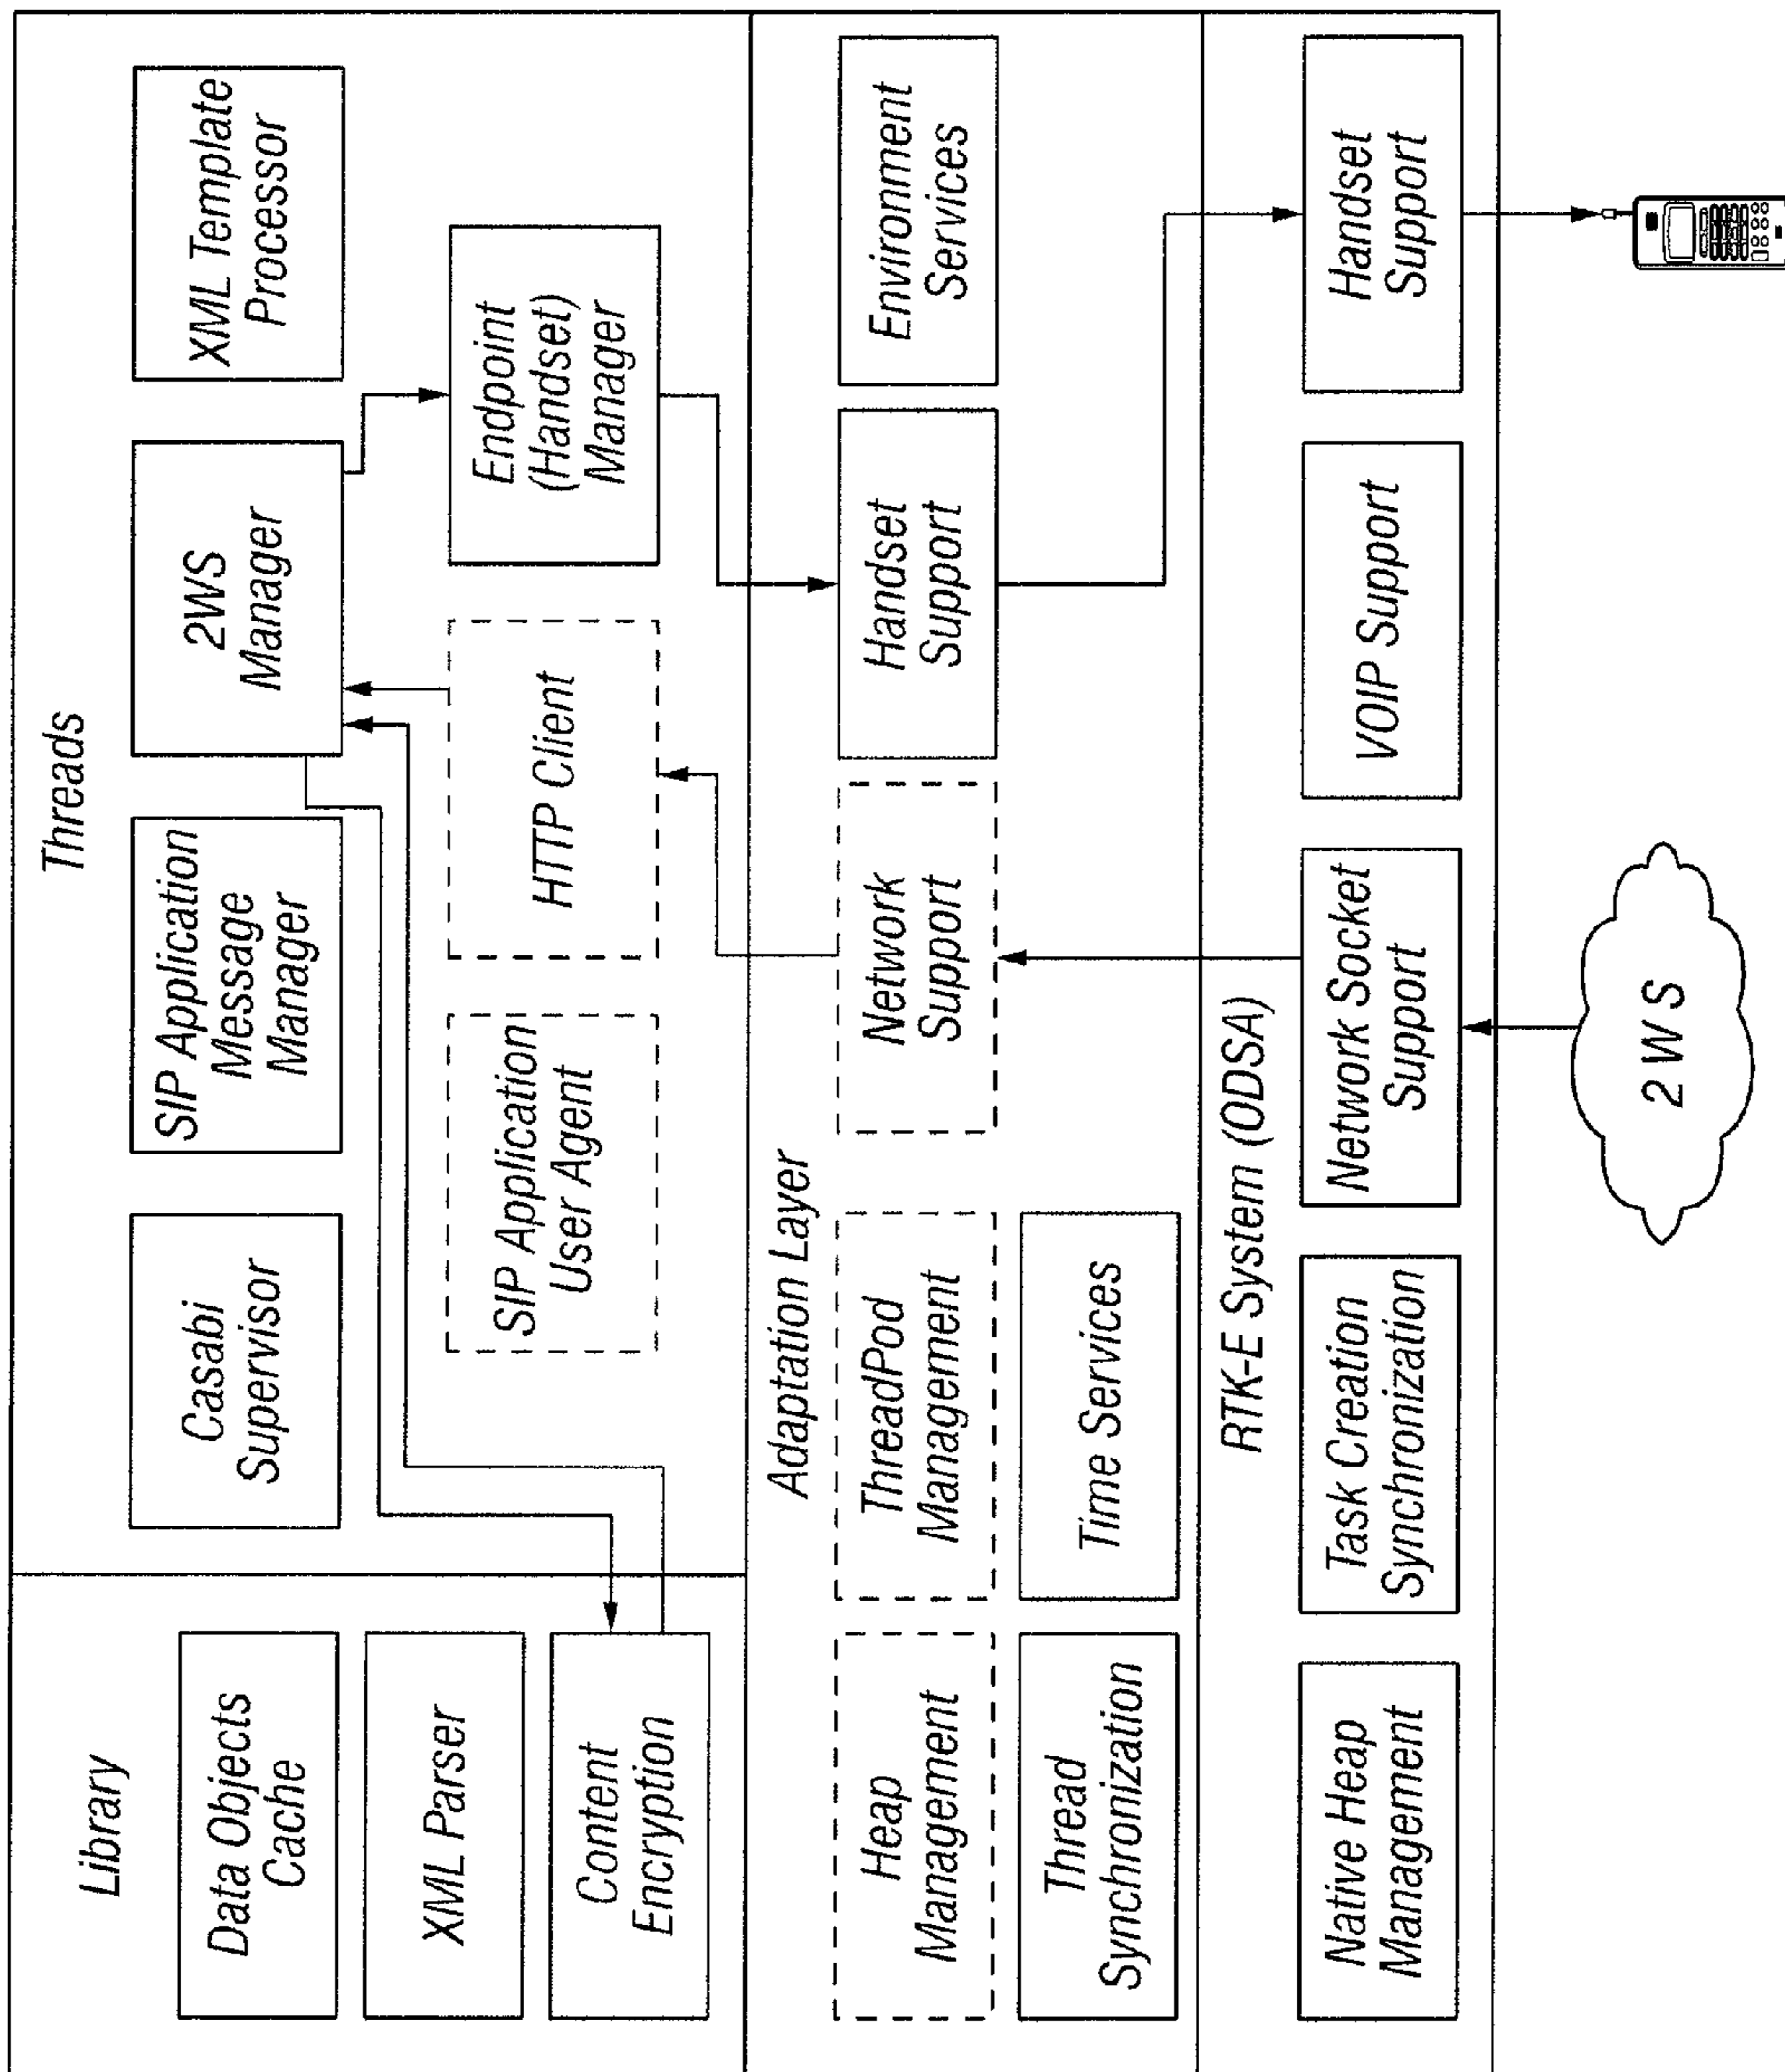 Library
Threads
Data Objects
Cache
XML Parser
Content
Encryption
Casabi
Supervisor
SIP Application
Message
Manager
2WS
Manager
XML Template
Processor
SIP Application
User Agent
HTTP Client
Endpoint
(Handset)
Manager
Adaptation Layer
Heap
Management
ThreadPod
Management
Network
Support
Handset
Support
Environment
Services
Thread
Synchronization
Time Services
RTK-E System (ODSA)
Native Heap
Management
Task Creation
Synchronization
Network Socket
Support
VOIP Support
Handset
Support
2WS